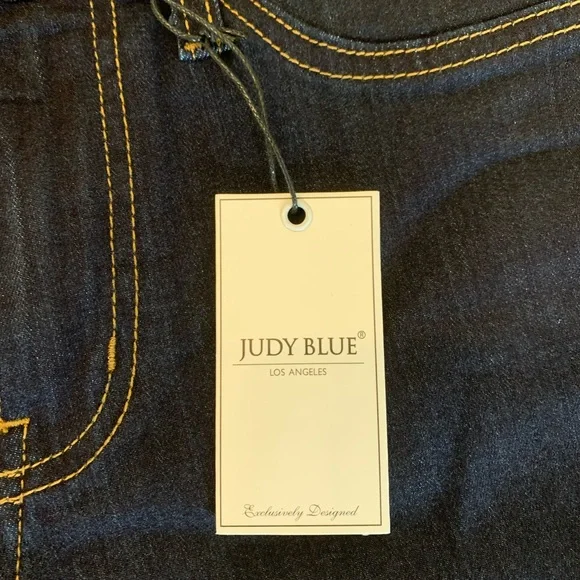 JUDY BLUE®
LOS ANGELES
Exclusively Designed